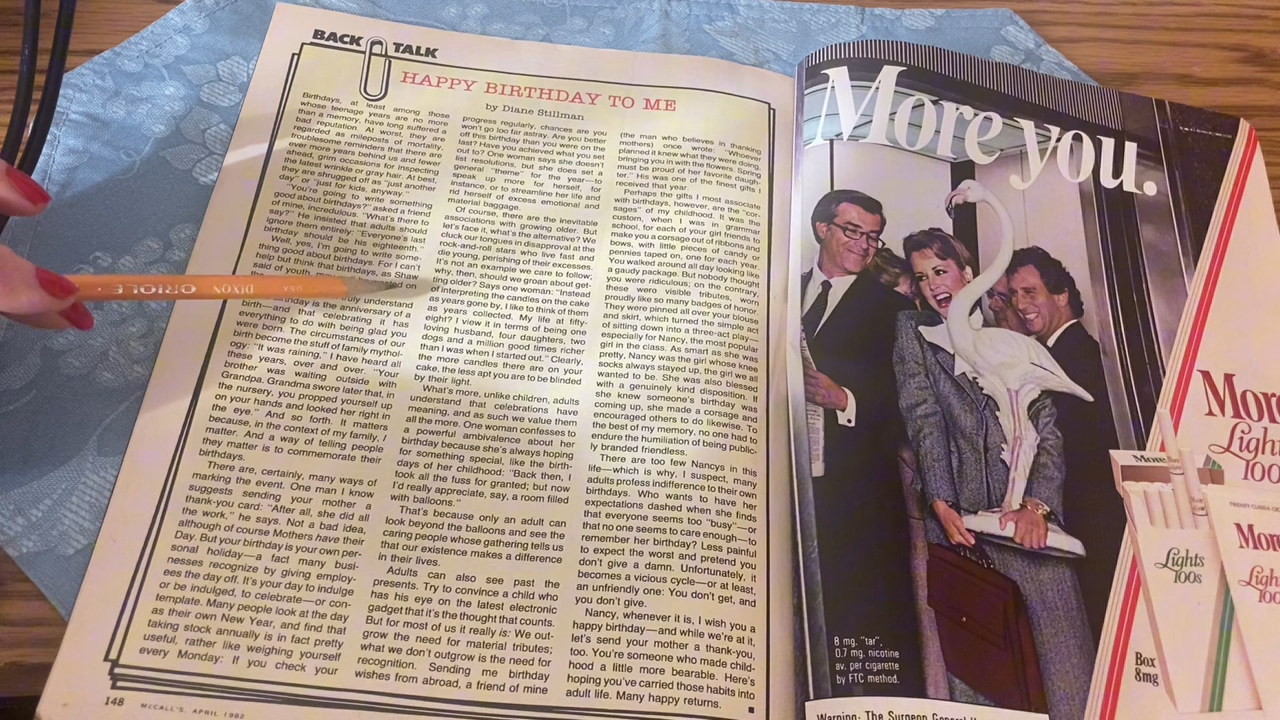 BACK TALK
HAPPY BIRTHDAY TO ME
by Diane Stillman
Birthdays, at least among those
whose teenage years are no more
than a memory, have long suffered a
bad reputation. At worst, they are
regarded as mileposts of mortality,
troublesome reminders that there are
ever more years behind us and fewer
ahead, grim occasions for inspecting
the latest wrinkle or gray hair. At best,
they are shrugged off as "just another
day" or "just for kids, anyway."
"You're going to write something
good about birthdays?" asked a friend
of mine, incredulous. "What's there to
say?" He insisted that adults should
ignore them entirely: "Everyone's last
birthday should be his eighteenth."
Well, yes, I'm going to write some-
thing good about birthdays. For I can't
help but think that birthdays, as Shaw
said of youth, on
truly understand
birthday is the anniversary of a
birth—and that celebrating it has
everything to do with being glad you
were born. The circumstances of our
birth become the stuff of family mythol-
ogy: "It was raining," I have heard all
these years, over and over. "Your
brother was waiting outside with
Grandpa. Grandma swore later that, in
the nursery, you propped yourself up
on your hands and looked her right in
the eye." And so forth. It matters
because, in the context of my family, I
matter. And a way of telling people
they matter is to commemorate their
birthdays.
There are, certainly, many ways of
marking the event. One man I know
suggests sending your mother a
thank-you card: "After all, she did all
the work," he says. Not a bad idea,
although of course Mothers have their
Day. But your birthday is your own per-
sonal holiday—a fact many busi-
nesses recognize by giving employ-
ees the day off. It's your day to indulge
or be indulged, to celebrate—or con-
template. Many people look at the day
as their own New Year, and find that
taking stock annually is in fact pretty
useful, rather like weighing yourself
every Monday: If you check your
progress regularly, chances are you
won't go too far astray. Are you better
off this birthday than you were on the
last? Have you achieved what you set
out to? One woman says she doesn't
list resolutions, but she does set a
general "theme" for the year—to
speak up more for herself, for
instance, or to streamline her life and
rid herself of excess emotional and
material baggage.
Of course, there are the inevitable
associations with growing older. But
let's face it, what's the alternative? We
cluck our tongues in disapproval at the
rock-and-roll stars who live fast and
die young, perishing of their excesses.
It's not an example we care to follow;
why, then, should we groan about get-
ting older? Says one woman: "Instead
of interpreting the candles on the cake
as years gone by, I like to think of them
as years collected. My life at fifty-
eight? I view it in terms of being one
loving husband, four daughters, two
dogs and a million good times richer
than I was when I started out." Clearly,
the more candles there are on your
cake, the less apt you are to be blinded
by their light.
What's more, unlike children, adults
understand that celebrations have
meaning, and as such we value them
all the more. One woman confesses to
a powerful ambivalence about her
birthday because she's always hoping
for something special, like the birth-
days of her childhood: "Back then, I
took all the fuss for granted; but now
I'd really appreciate, say, a room filled
with balloons."
That's because only an adult can
look beyond the balloons and see the
caring people whose gathering tells us
that our existence makes a difference
in their lives.
Adults can also see past the
presents. Try to convince a child who
has his eye on the latest electronic
gadget that it's the thought that counts.
But for most of us it really is: We out-
grow the need for material tributes;
what we don't outgrow is the need for
recognition. Sending me birthday
wishes from abroad, a friend of mine
(the man who believes in thanking
mothers) once wrote: "Whoever
planned it knew what they were doing,
bringing you in with the flowers. Spring
must be proud of her favorite daugh-
ter." His was one of the finest gifts I
received that year.
Perhaps the gifts I most associate
with birthdays, however, are the "cor-
sages" of my childhood. It was the
custom, when I was in grammar
school, for each of your girl friends to
make you a corsage out of ribbons and
bows, with little pieces of candy or
pennies taped on, one for each year.
You walked around all day looking like
a gaudy package. But nobody thought
you were ridiculous; on the contrary,
these were visible tributes, worn
proudly like so many badges of honor.
They were pinned all over your blouse
and skirt, which turned the simple act
of sitting down into a three-act play—
especially for Nancy, the most popular
girl in the class. As smart as she was
pretty, Nancy was the girl whose knee
socks always stayed up, the girl we all
wanted to be. She was also blessed
with a genuinely kind disposition. If
she knew someone's birthday was
coming up, she made a corsage and
encouraged others to do likewise. To
the best of my memory, no one had to
endure the humiliation of being public-
ly branded friendless.
There are too few Nancys in this
life—which is why, I suspect, many
adults profess indifference to their own
birthdays. Who wants to have her
expectations dashed when she finds
that everyone seems too "busy"—or
that no one seems to care enough—to
remember her birthday? Less painful
to expect the worst and pretend you
don't give a damn. Unfortunately, it
becomes a vicious cycle—or at least,
an unfriendly one: You don't get, and
you don't give.
Nancy, whenever it is, I wish you a
happy birthday—and while we're at it,
let's send your mother a thank-you,
too. You're someone who made child-
hood a little more bearable. Here's
hoping you've carried those habits into
adult life. Many happy returns.
148
McCALL'S, APRIL 1982
DIXON ORIOLE USA
More you.
8 mg. "tar",
0.7 mg. nicotine
av. per cigarette
by FTC method.
More
Lights
100s
More
Lights
100s
Box
8mg
More
Lights
100
Warning: The Surgeon General